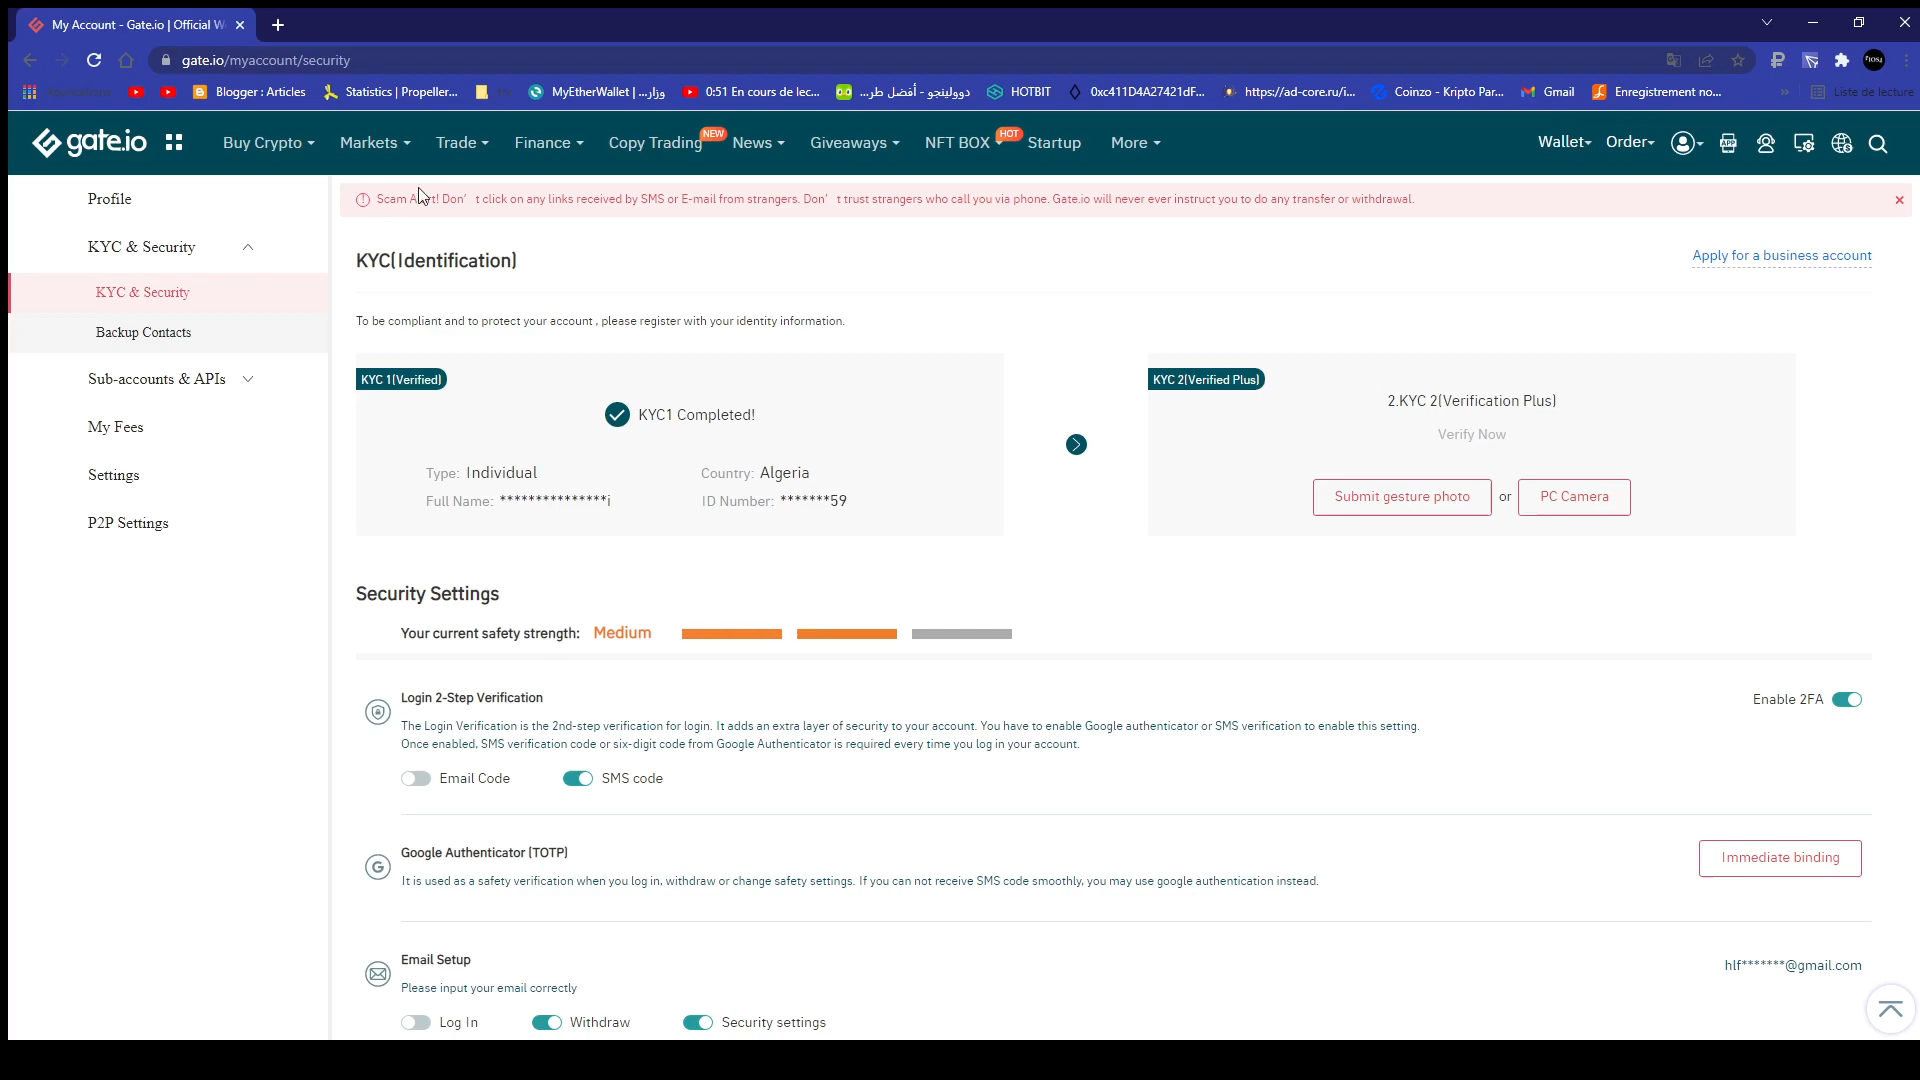 My Account - Gate.io | Official W
gate.io/myaccount/security
Blogger : Articles
Statistics | Propeller...
MyEtherWallet | ...وزار
0:51 En cours de lec...
دوولينجو - أفضل طر...
HOTBIT
0xc411D4A27421dF...
https://ad-core.ru/i...
Coinzo - Kripto Par...
Gmail
Enregistrement no...
»
Liste de lecture
gate.io
Buy Crypto
Markets
Trade
Finance
Copy Trading
NEW
News
Giveaways
NFT BOX
HOT
Startup
More
Wallet
Order
APP
Profile
KYC & Security
KYC & Security
Backup Contacts
Sub-accounts & APIs
My Fees
Settings
P2P Settings
Scam Alert! Don' t click on any links received by SMS or E-mail from strangers. Don' t trust strangers who call you via phone. Gate.io will never ever instruct you to do any transfer or withdrawal.
KYC(Identification)
Apply for a business account
To be compliant and to protect your account , please register with your identity information.
KYC 1(Verified)
KYC1 Completed!
Type: Individual
Country: Algeria
Full Name: ***************i
ID Number: *******59
KYC 2(Verified Plus)
2.KYC 2(Verification Plus)
Verify Now
Submit gesture photo or PC Camera
Security Settings
Your current safety strength: Medium
Login 2-Step Verification
Enable 2FA
The Login Verification is the 2nd-step verification for login. It adds an extra layer of security to your account. You have to enable Google authenticator or SMS verification to enable this setting.
Once enabled, SMS verification code or six-digit code from Google Authenticator is required every time you log in your account.
Email Code
SMS code
Google Authenticator (TOTP)
Immediate binding
It is used as a safety verification when you log in, withdraw or change safety settings. If you can not receive SMS code smoothly, you may use google authentication instead.
Email Setup
hlf*******@gmail.com
Please input your email correctly
Log In
Withdraw
Security settings